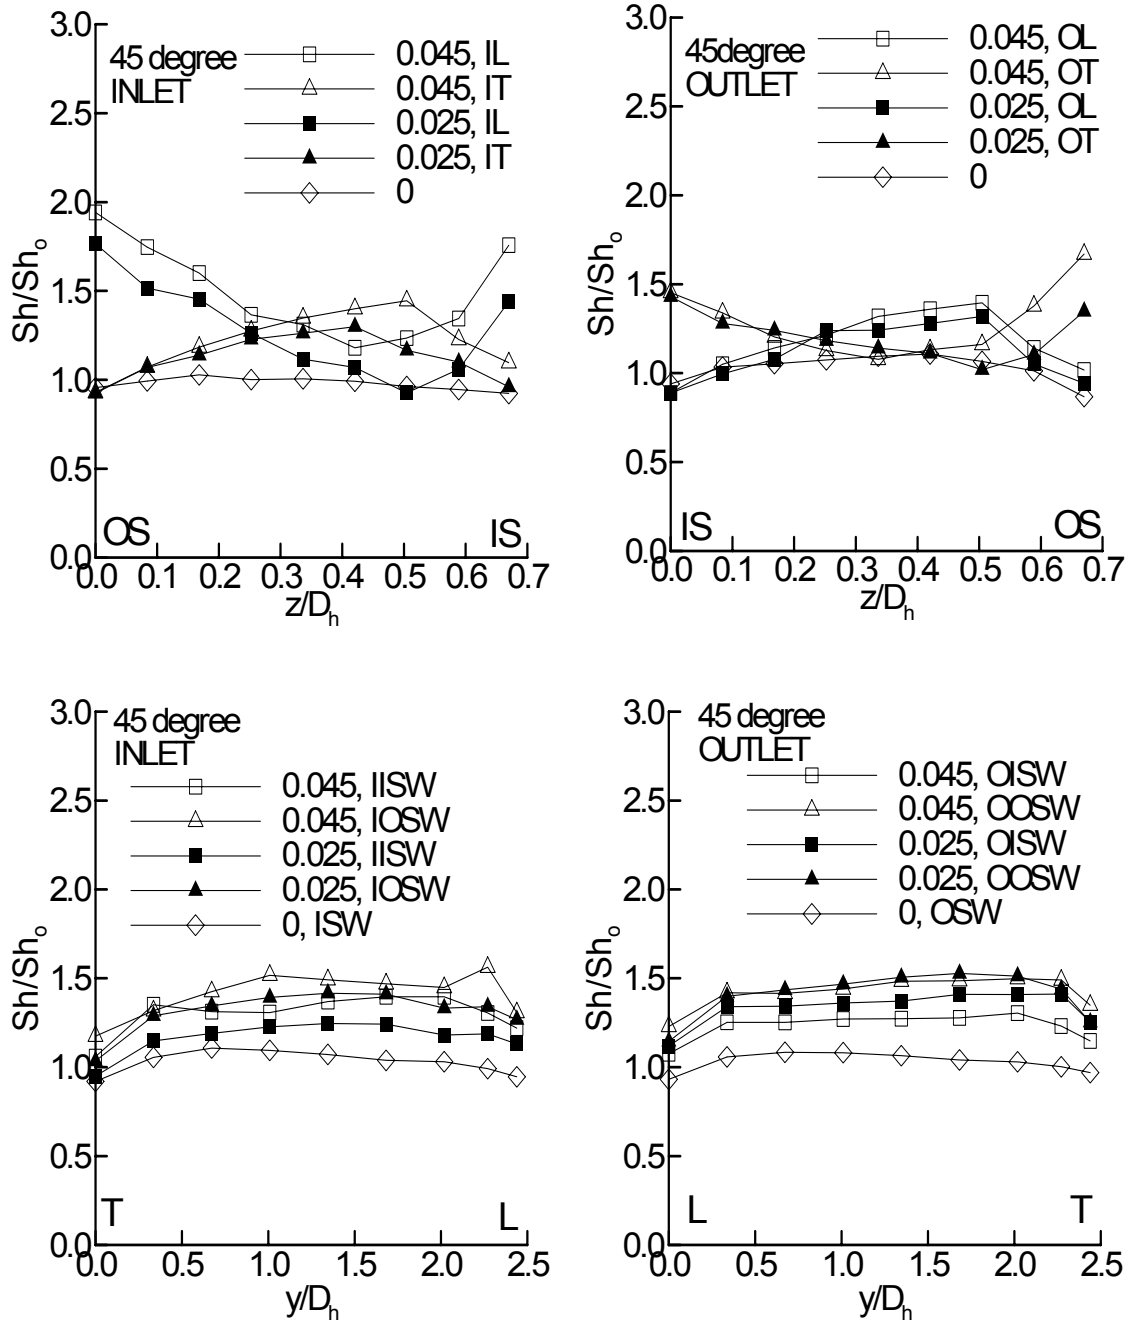 3.0
2.5
2.0
1.5
1.0
0.5
0.0
Sh/Sho
45 degree
INLET
0.045, IL
0.045, IT
0.025, IL
0.025, IT
0
OS
IS
0.0 0.1 0.2 0.3 0.4 0.5 0.6 0.7
z/Dh
3.0
2.5
2.0
1.5
1.0
0.5
0.0
Sh/Sho
45degree
OUTLET
0.045, OL
0.045, OT
0.025, OL
0.025, OT
0
IS
OS
0.0 0.1 0.2 0.3 0.4 0.5 0.6 0.7
z/Dh
3.0
2.5
2.0
1.5
1.0
0.5
0.0
Sh/Sho
45 degree
INLET
0.045, IISW
0.045, IOSW
0.025, IISW
0.025, IOSW
0, ISW
T
L
0.0 0.5 1.0 1.5 2.0 2.5
y/Dh
3.0
2.5
2.0
1.5
1.0
0.5
0.0
Sh/Sho
45 degree
OUTLET
0.045, OISW
0.045, OOSW
0.025, OISW
0.025, OOSW
0, OSW
L
T
0.0 0.5 1.0 1.5 2.0 2.5
y/Dh